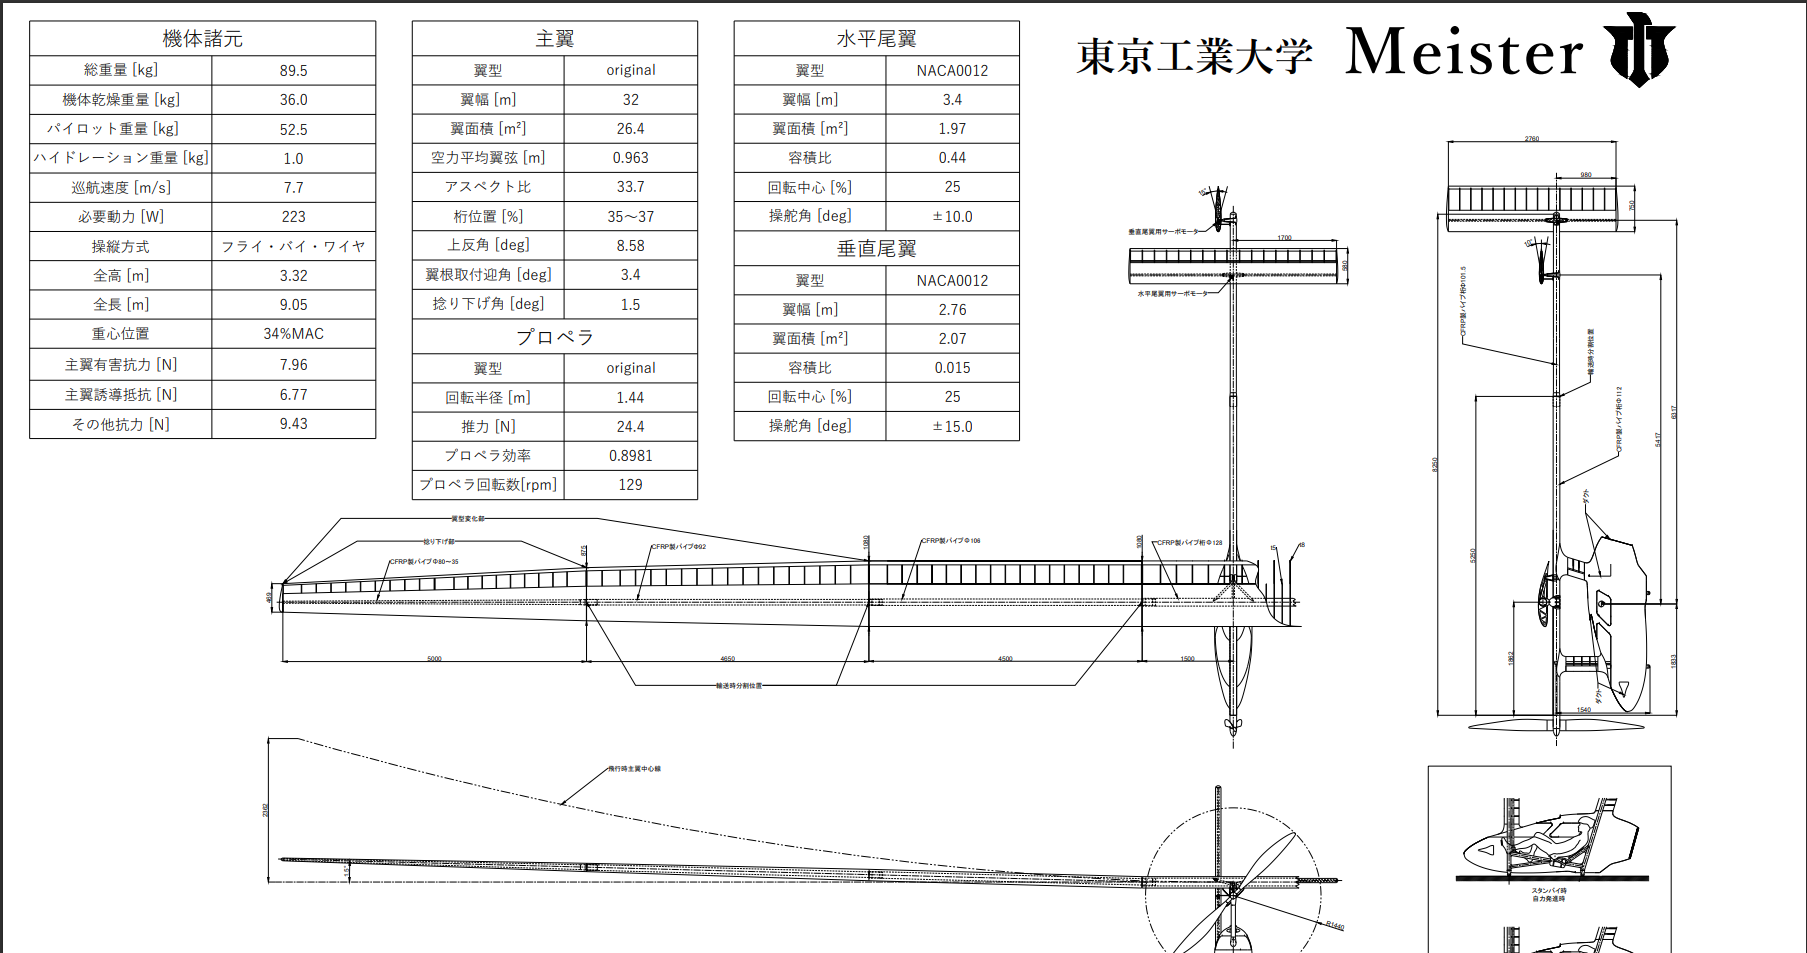 東京工業大学 Meister
機体諸元
総重量 [kg] 89.5
機体乾燥重量 [kg] 36.0
パイロット重量 [kg] 52.5
ハイドレーション重量 [kg] 1.0
巡航速度 [m/s] 7.7
必要動力 [W] 223
操縦方式 フライ・バイ・ワイヤ
全高 [m] 3.32
全長 [m] 9.05
重心位置 34%MAC
主翼有害抗力 [N] 7.96
主翼誘導抵抗 [N] 6.77
その他抗力 [N] 9.43
主翼
翼型 original
翼幅 [m] 32
翼面積 [m²] 26.4
空力平均翼弦 [m] 0.963
アスペクト比 33.7
桁位置 [%] 35～37
上反角 [deg] 8.58
翼根取付迎角 [deg] 3.4
捻り下げ角 [deg] 1.5
プロペラ
翼型 original
回転半径 [m] 1.44
推力 [N] 24.4
プロペラ効率 0.8981
プロペラ回転数[rpm] 129
水平尾翼
翼型 NACA0012
翼幅 [m] 3.4
翼面積 [m²] 1.97
容積比 0.44
回転中心 [%] 25
操舵角 [deg] ±10.0
垂直尾翼
翼型 NACA0012
翼幅 [m] 2.76
翼面積 [m²] 2.07
容積比 0.015
回転中心 [%] 25
操舵角 [deg] ±15.0
垂直尾翼用サーボモーター
1700
水平尾翼用サーボモーター
2760
980
750
10°
CFRP製パイプ桁Φ101.5
輸送時分割位置
CFRP製パイプ桁Φ112
ダクト
8250
5250
5417
6317
1862
1833
ダクト
1540
翼型変化部
捻り下げ部
CFRP製パイプΦ80～35
875
CFRP製パイプΦ92
1080
CFRP製パイプΦ106
1080
CFRP製パイプ桁Φ128
469
5000
4650
4500
1500
輸送時分割位置
飛行時主翼中心線
2362
R1440
スタンバイ時
自力発進時